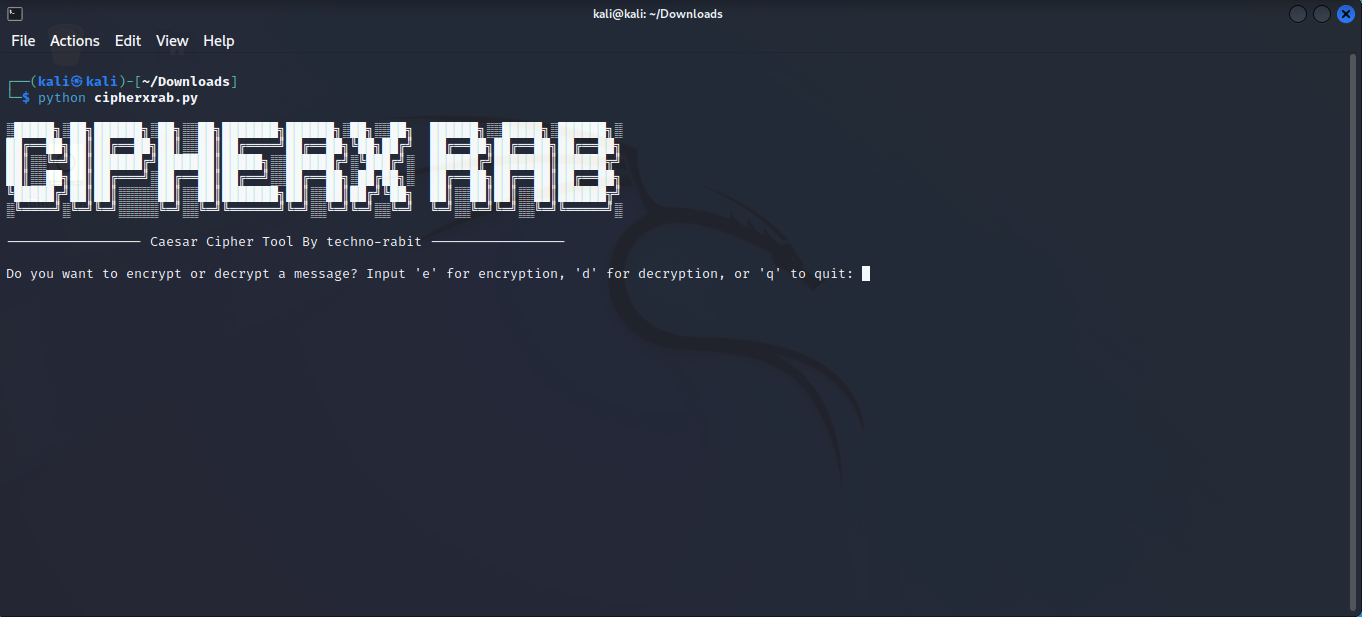 kali@kali: ~/Downloads
File Actions Edit View Help
┌──(kali㉿kali)-[~/Downloads]
└─$ python cipherxrab.py
CIPHERX RAB
───────────────── Caesar Cipher Tool By techno-rabit ─────────────────
Do you want to encrypt or decrypt a message? Input 'e' for encryption, 'd' for decryption, or 'q' to quit: